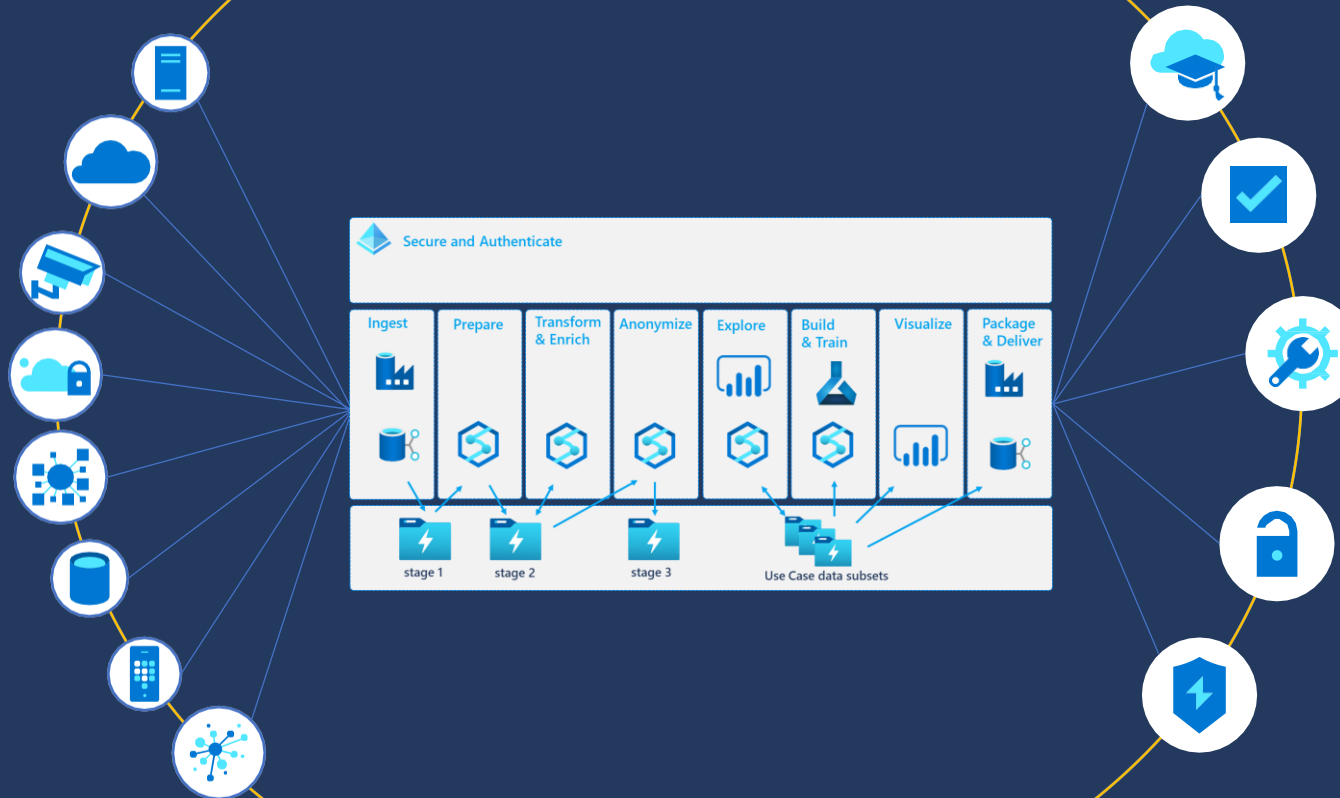 Secure and Authenticate
Ingest
Prepare
Transform
& Enrich
Anonymize
Explore
Build
& Train
Visualize
Package
& Deliver
stage 1
stage 2
stage 3
Use Case data subsets